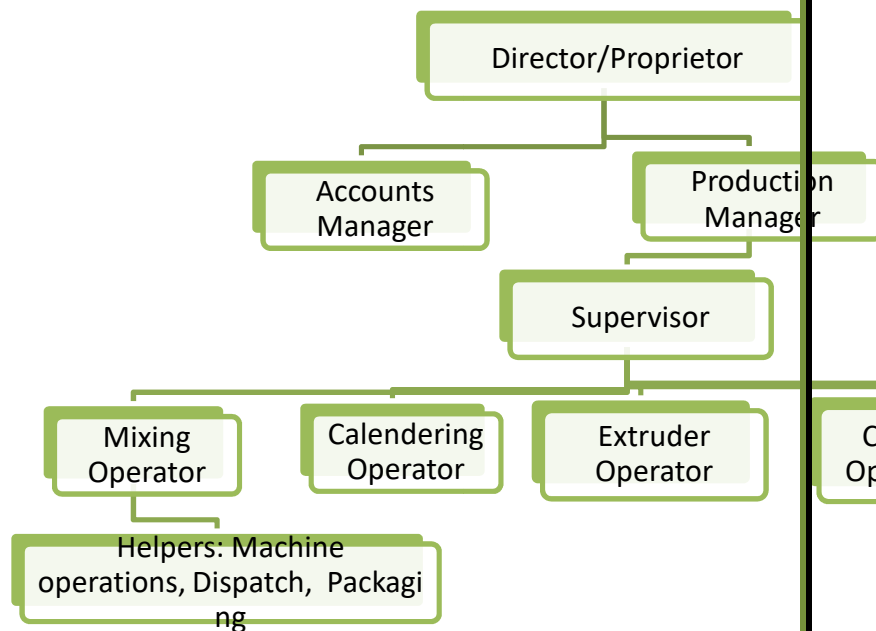 Director/Proprietor
Accounts
Manager
Production
Manager
Supervisor
Mixing
Operator
Calendering
Operator
Extruder
Operator
Helpers: Machine
operations, Dispatch, Packagi
ng